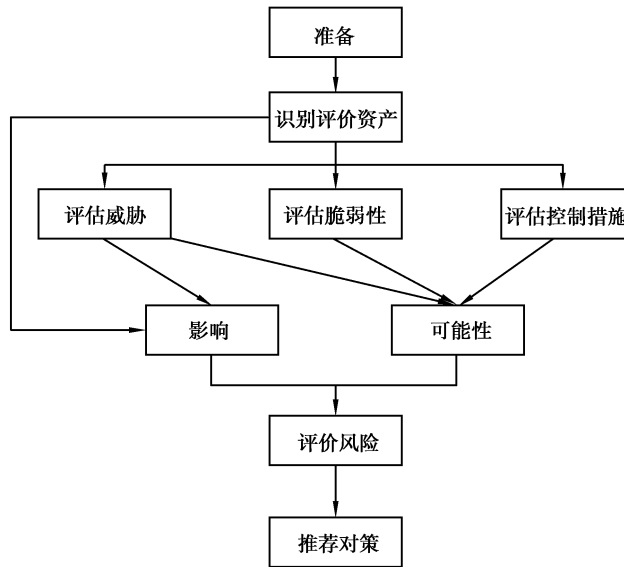 准备
识别评价资产
评估威胁
评估脆弱性
评估控制措施
影响
可能性
评价风险
推荐对策